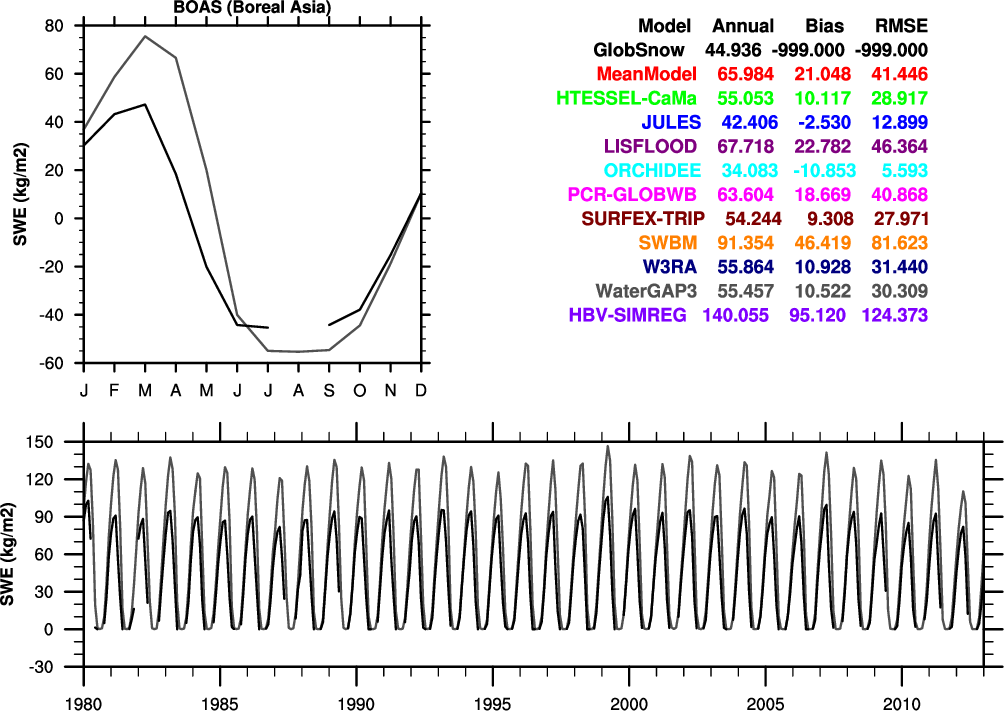 BOAS (Boreal Asia)
SWE (kg/m2)
80
60
40
20
0
-20
-40
-60
J F M A M J J A S O N D
Model Annual Bias RMSE
GlobSnow 44.936 -999.000 -999.000
MeanModel 65.984 21.048 41.446
HTESSEL-CaMa 55.053 10.117 28.917
JULES 42.406 -2.530 12.899
LISFLOOD 67.718 22.782 46.364
ORCHIDEE 34.083 -10.853 5.593
PCR-GLOBWB 63.604 18.669 40.868
SURFEX-TRIP 54.244 9.308 27.971
SWBM 91.354 46.419 81.623
W3RA 55.864 10.928 31.440
WaterGAP3 55.457 10.522 30.309
HBV-SIMREG 140.055 95.120 124.373
SWE (kg/m2)
150
120
90
60
30
0
-30
1980 1985 1990 1995 2000 2005 2010